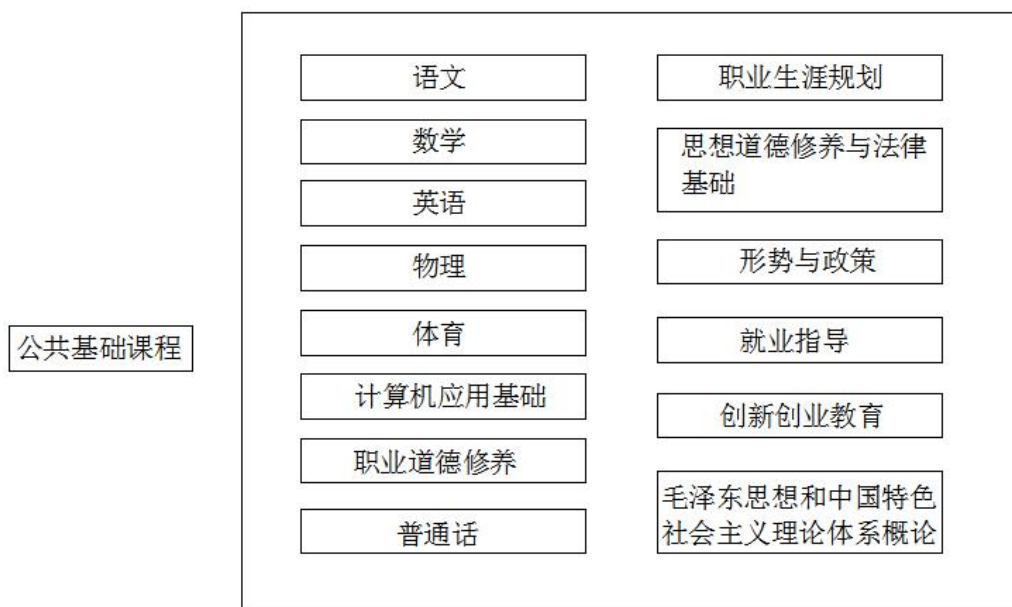 公共基础课程
语文
数学
英语
物理
体育
计算机应用基础
职业道德修养
普通话
职业生涯规划
思想道德修养与法律
基础
形势与政策
就业指导
创新创业教育
毛泽东思想和中国特色
社会主义理论体系概论